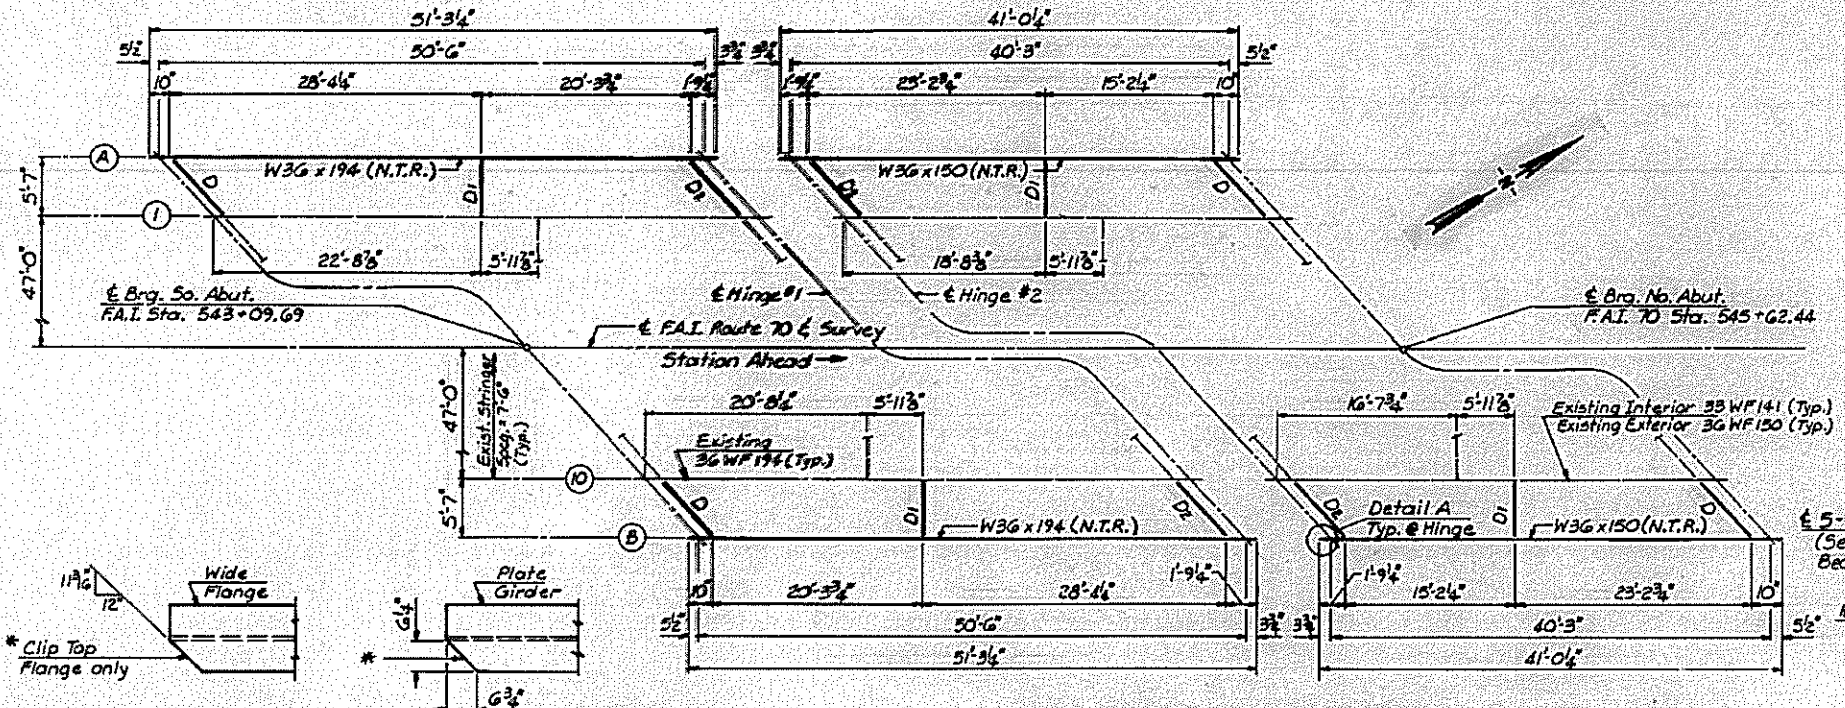 51'-3¼" 41'-0¼"
5½" 50'-6" 3¾" 3¾" 40'-3" 5½"
10" 28'-4¼" 20'-3¾" 1'-9¼" 1'-9¼" 23'-2¾" 15'-2¼" 10"
A W36 x 194 (N.T.R.) W36 x 150 (N.T.R.)
5'-7" D D1 D2 D2 D1 D
N
1
22'-8⅞" 5'-11⅞" 18'-8⅜" 5'-11⅞"
47'-0"
℄ Brg. So. Abut.
F.A.I. Sta. 543+09.69
℄ Hinge #1 ℄ Hinge #2
℄ Brg. No. Abut.
F.A.I. 70 Sta. 545+62.44
℄ F.A.I. Route 70 ℄ Survey
Station Ahead
47'-0"
Exist. Stringer
Spcg. = 7'-6"
(Typ.)
20'-8¼" 5'-11⅞" 16'-7¾" 5'-11⅞"
Existing Interior 33 WF 141 (Typ.)
Existing Exterior 36 WF 150 (Typ.)
Existing
36 WF 194 (Typ.)
10
5'-7" D D1 D2 D1 D
Detail A
Typ. @ Hinge
B W36 x 194 (N.T.R.) W36 x 150 (N.T.R.)
℄ 5-
(Se
Bea
10" 20'-3¾" 28'-4¼" 1'-9¼" 1'-9¼" 15'-2¼" 23'-2¾" 10"
5½" 50'-6" 3¾" 3¾" 40'-3" 5½"
51'-3¼" 41'-0¼"
11³⁄₁₆"
12"
Wide
Flange
* Clip Top
Flange only
Plate
Girder
6¼"
*
6¾"